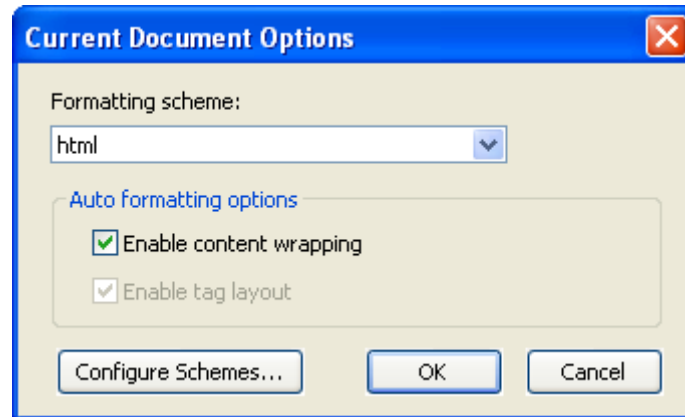 Current Document Options
Formatting scheme:
html
Auto formatting options
Enable content wrapping
Enable tag layout
Configure Schemes...
OK
Cancel